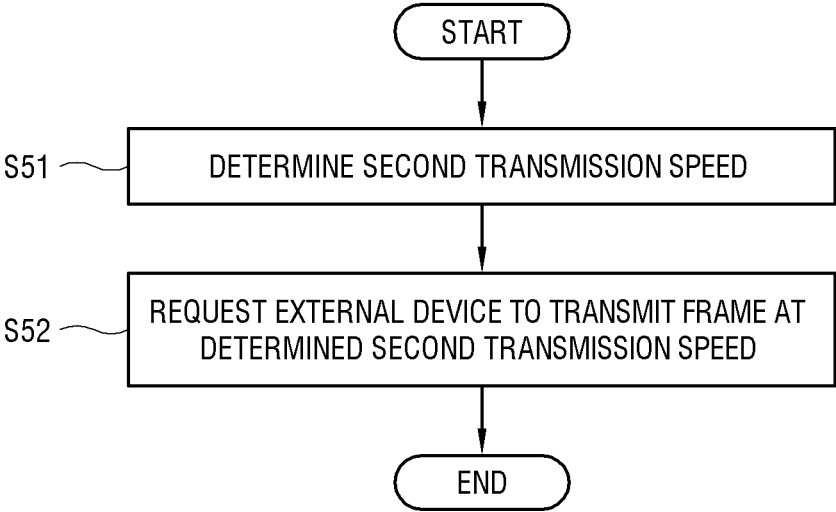 START
S51
DETERMINE SECOND TRANSMISSION SPEED
S52
REQUEST EXTERNAL DEVICE TO TRANSMIT FRAME AT
DETERMINED SECOND TRANSMISSION SPEED
END